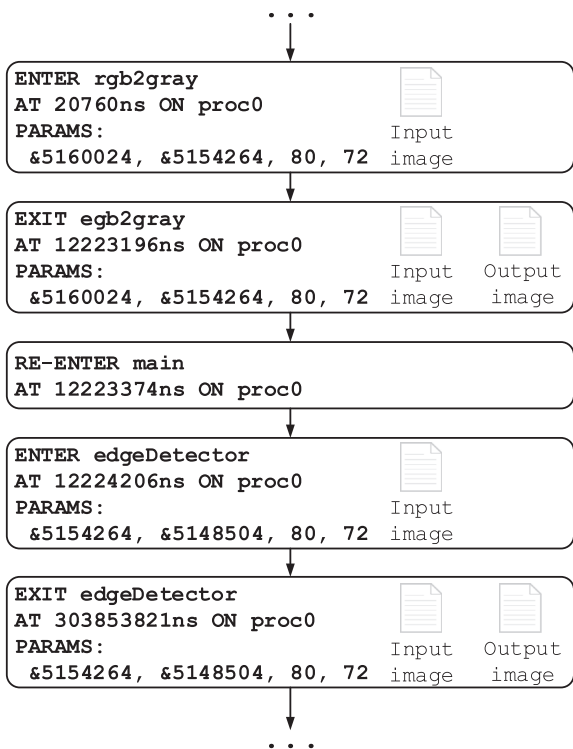 ...
ENTER rgb2gray
AT 20760ns ON proc0
PARAMS:
&5160024, &5154264, 80, 72
Input
image
EXIT egb2gray
AT 12223196ns ON proc0
PARAMS:
&5160024, &5154264, 80, 72
Input
image
Output
image
RE-ENTER main
AT 12223374ns ON proc0
ENTER edgeDetector
AT 12224206ns ON proc0
PARAMS:
&5154264, &5148504, 80, 72
Input
image
EXIT edgeDetector
AT 303853821ns ON proc0
PARAMS:
&5154264, &5148504, 80, 72
Input
image
Output
image
...